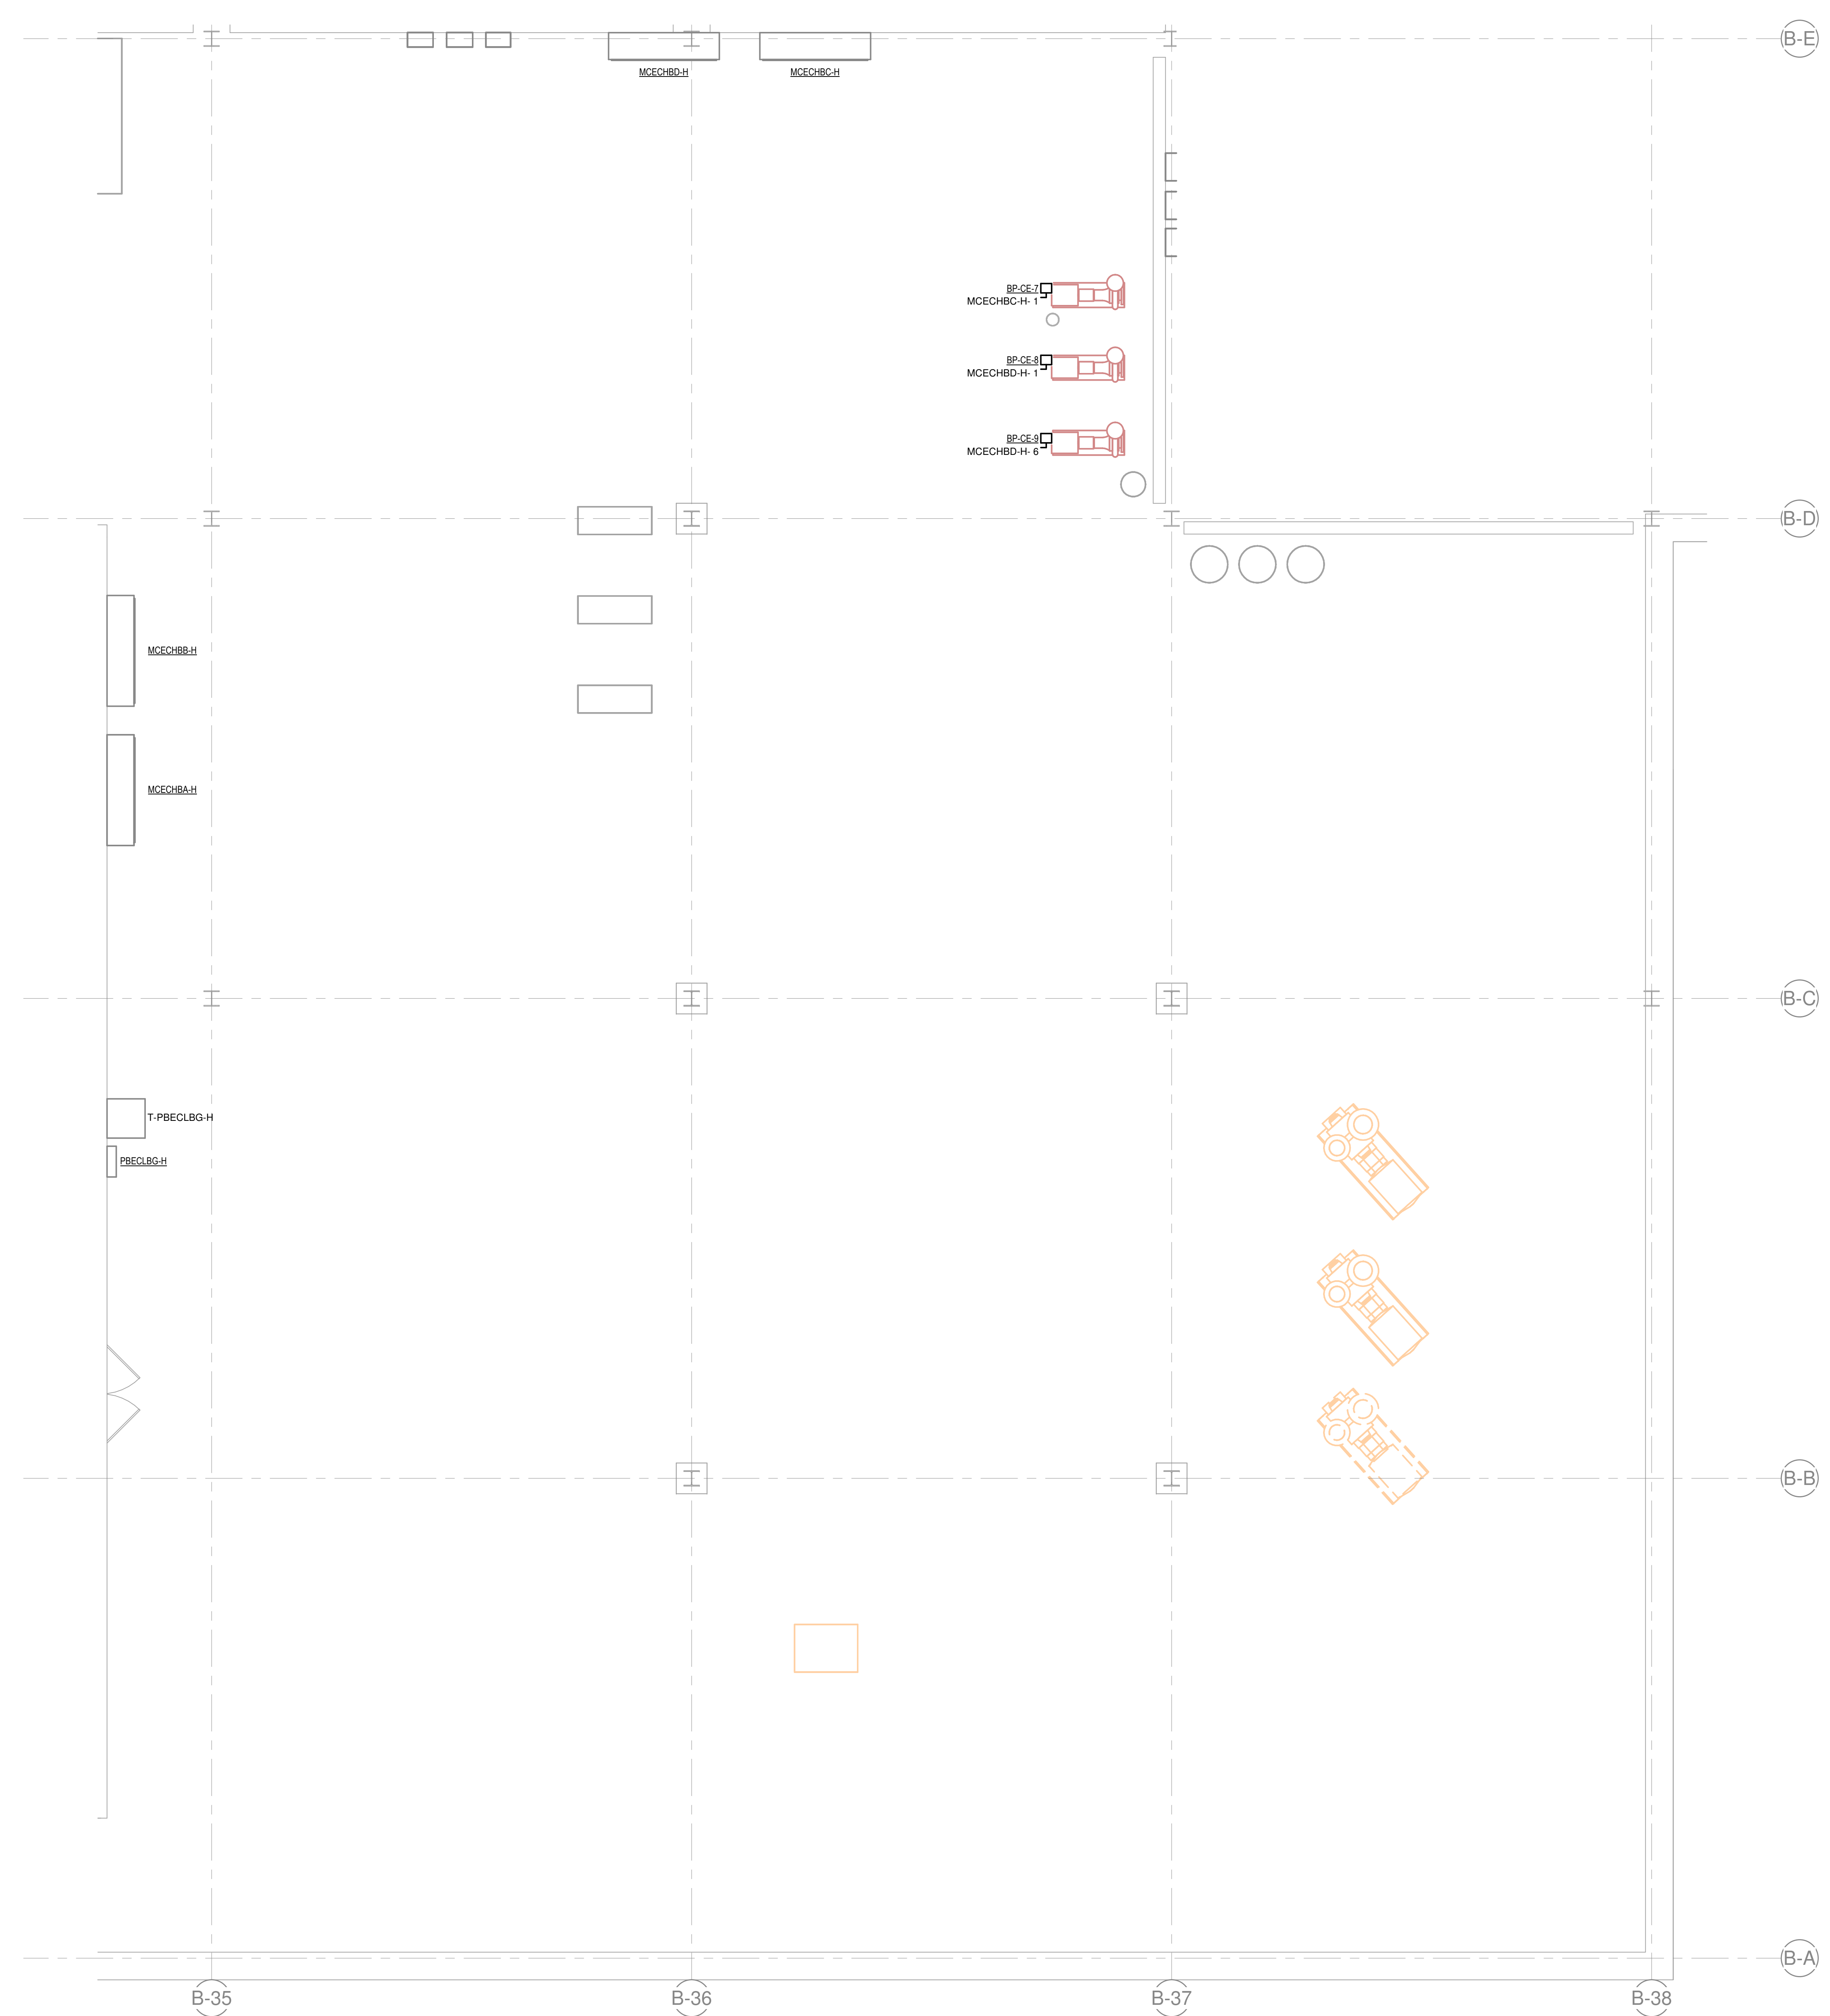 B-E
MCECHBD-H
MCECHBC-H
BP-CE-7
MCECHBC-H- 1
BP-CE-8
MCECHBD-H- 1
BP-CE-9
MCECHBD-H- 6
B-D
MCECHBB-H
MCECHBA-H
B-C
T-PBECLBG-H
PBECLBG-H
B-B
B-A
B-35
B-36
B-37
B-38